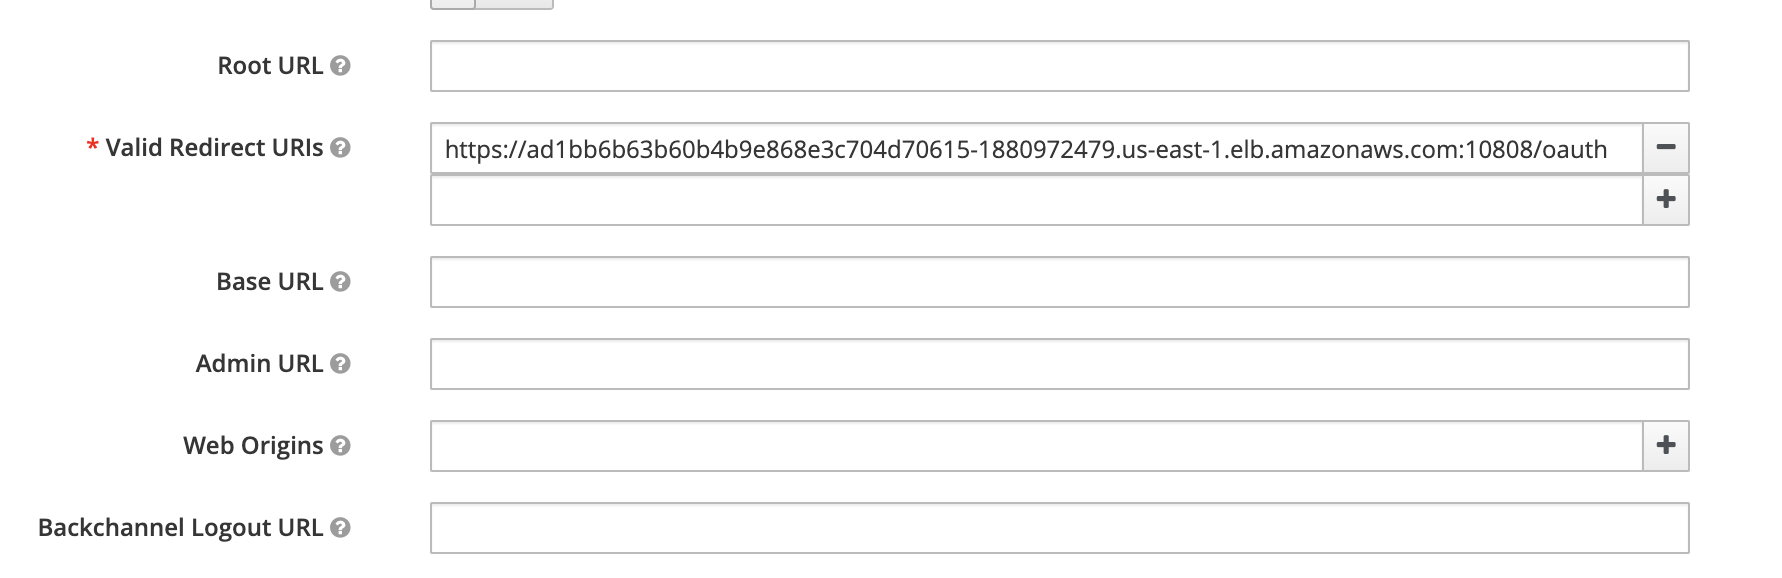 Root URL
* Valid Redirect URIs
https://ad1bb6b63b60b4b9e868e3c704d70615-1880972479.us-east-1.elb.amazonaws.com:10808/oauth
Base URL
Admin URL
Web Origins
Backchannel Logout URL